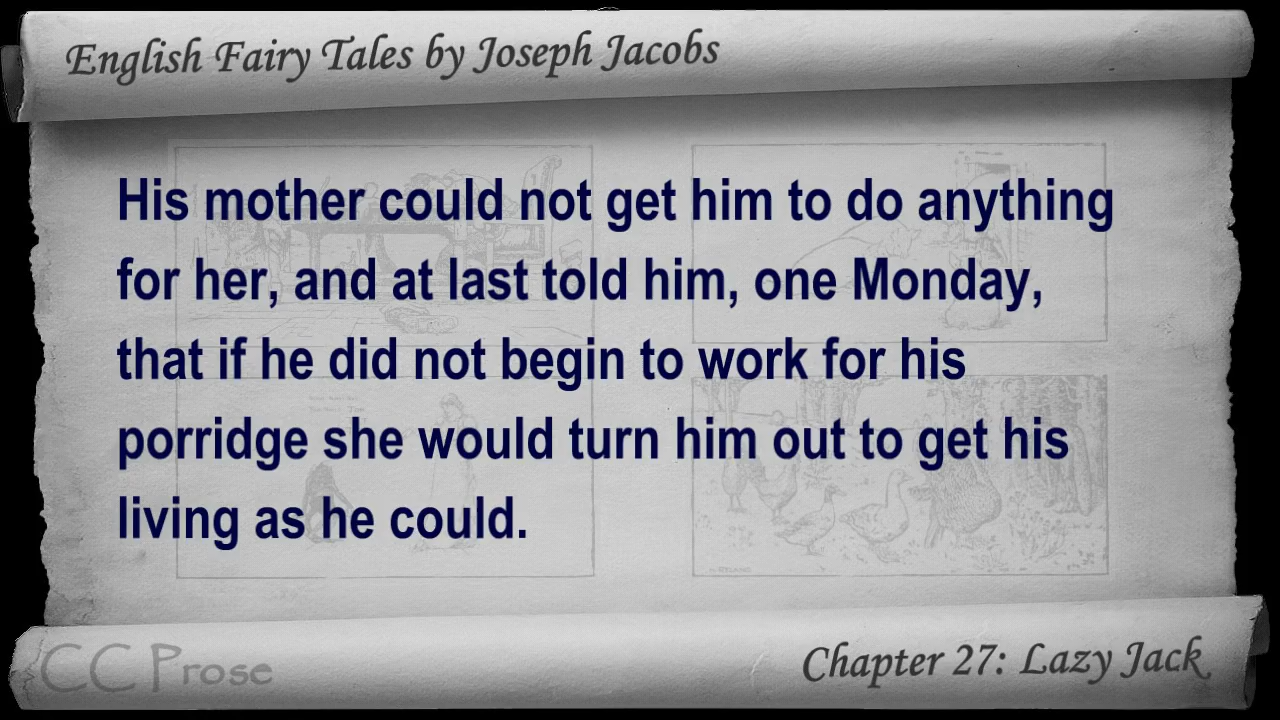 English Fairy Tales by Joseph Jacobs
His mother could not get him to do anything
for her, and at last told him, one Monday,
that if he did not begin to work for his
porridge she would turn him out to get his
living as he could.
CC Prose
Chapter 27: Lazy Jack